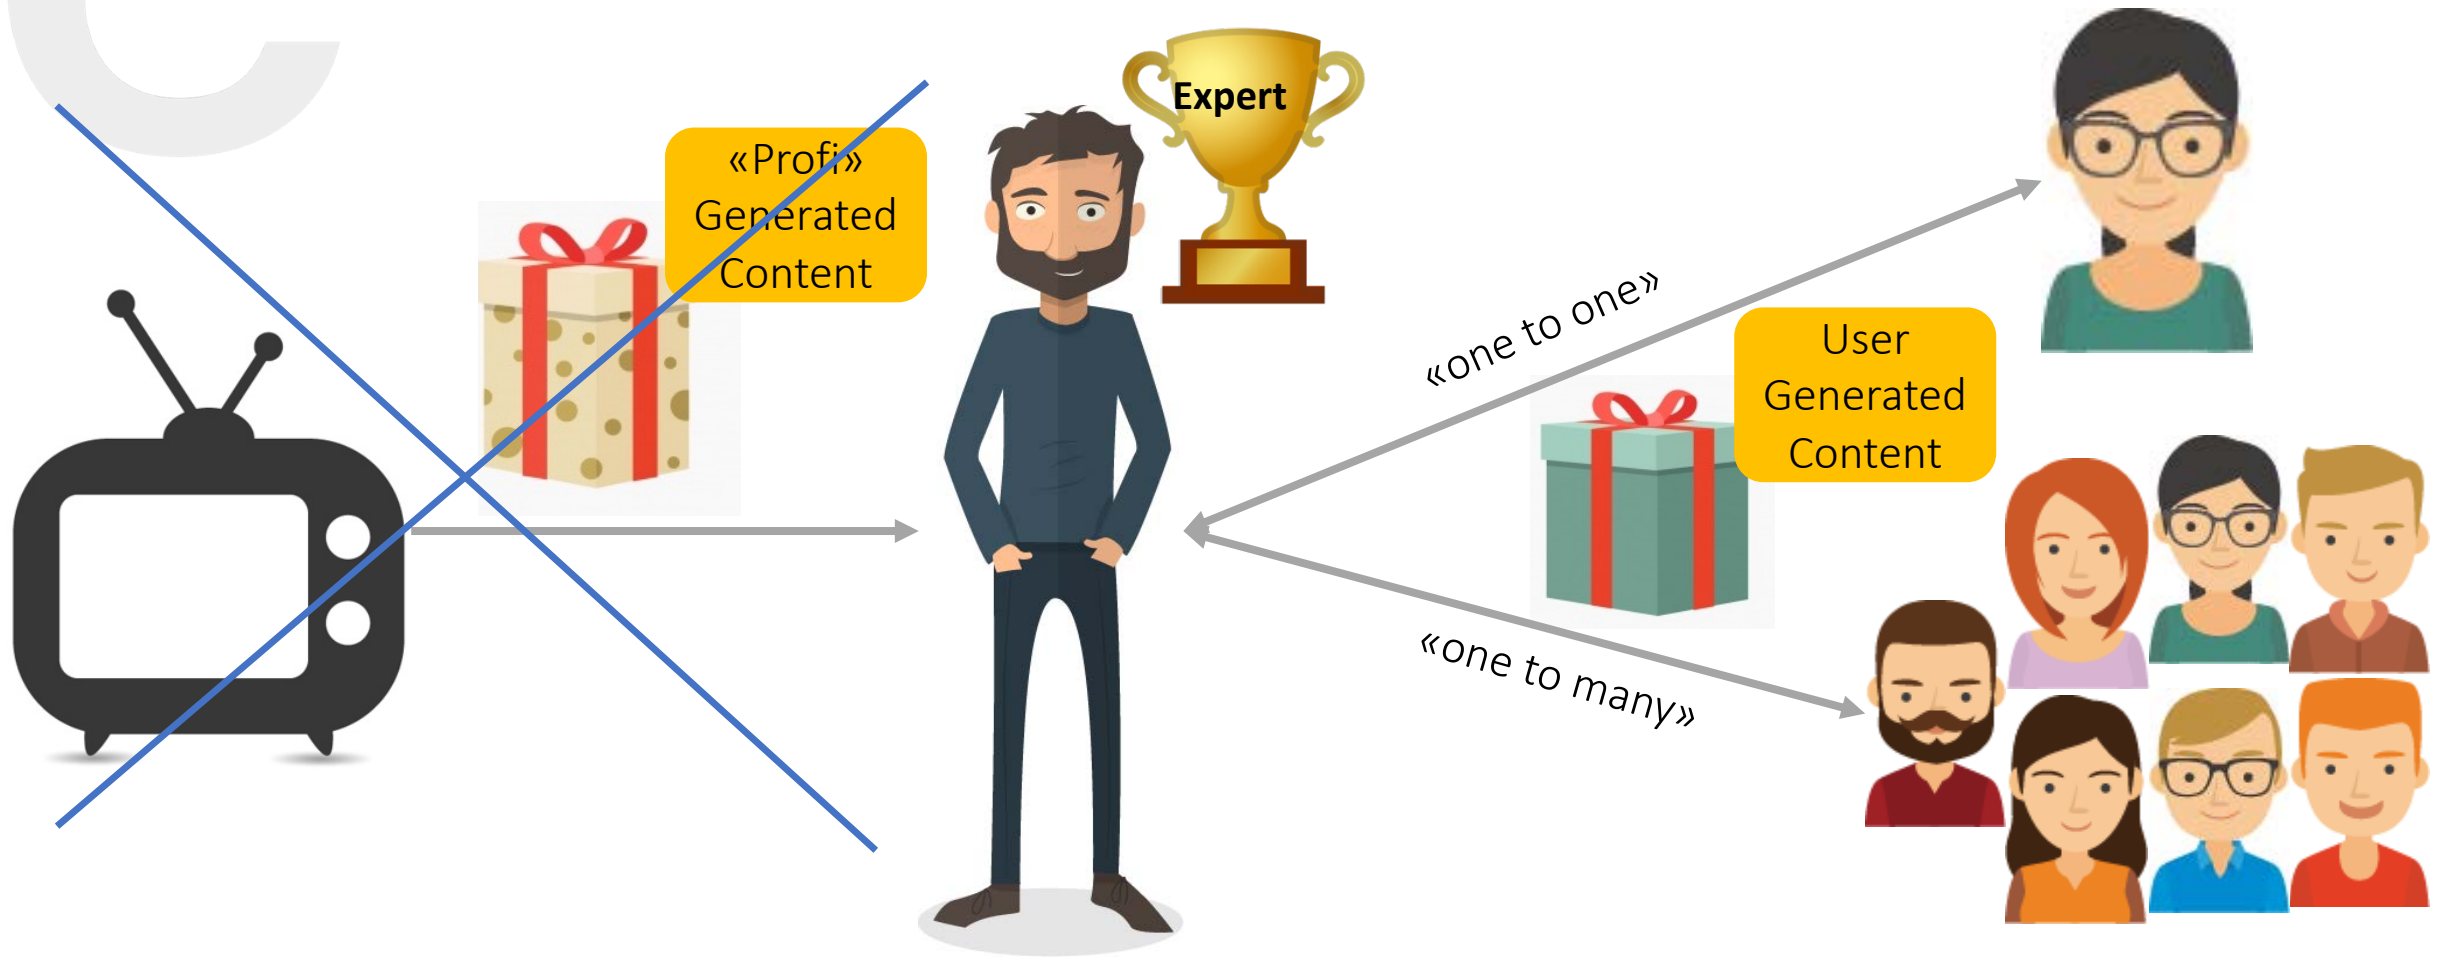 «Profi»
Generated
Content
Expert
«one to one»
User
Generated
Content
«one to many»